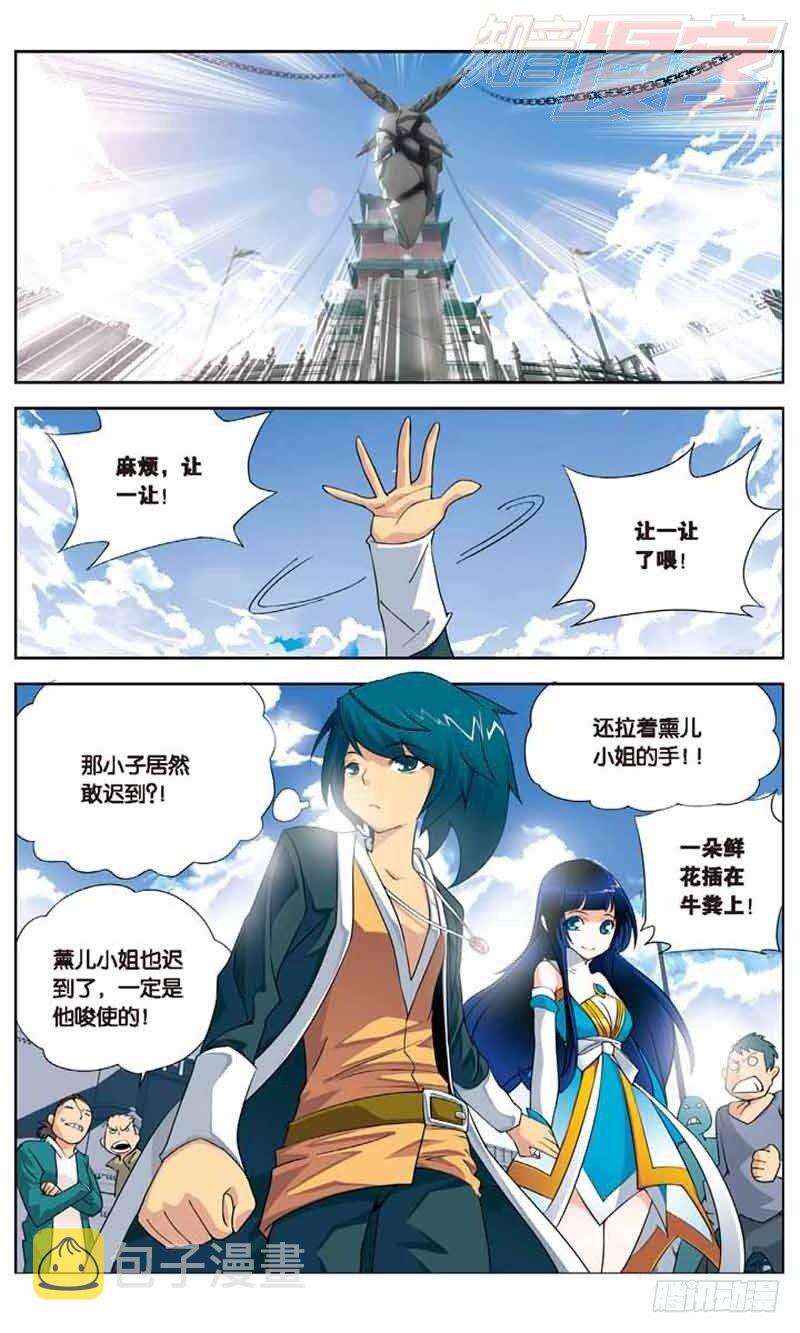 知音漫客
麻烦，让
一让！
让一让
了喂！
那小子居然
敢迟到？！
还拉着熏儿
小姐的手！！
一朵鲜
花插在
牛粪上！
薰儿小姐也迟
到了，一定是
他唆使的！
包子漫畫
腾讯动漫